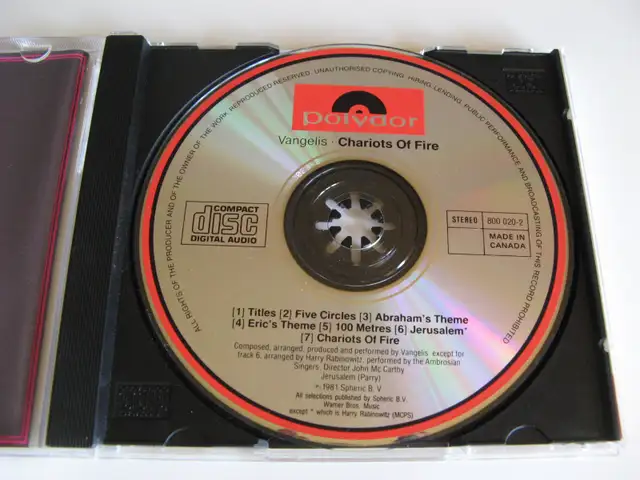 ALL RIGHTS OF THE PRODUCER AND OF THE OWNER OF THE WORK REPRODUCED RESERVED. UNAUTHORISED COPYING, HIRING, LENDING, PUBLIC PERFORMANCE AND BROADCASTING OF THIS RECORD PROHIBITED
polydor
Vangelis · Chariots Of Fire
COMPACT
disc
DIGITAL AUDIO
STEREO 800 020-2
MADE IN
CANADA
[1] Titles [2] Five Circles [3] Abraham's Theme
[4] Eric's Theme [5] 100 Metres [6] Jerusalem*
[7] Chariots Of Fire
Composed, arranged, produced and performed by Vangelis except for
track 6, arranged by Harry Rabinowitz, performed by the Ambrosian
Singers. Director John Mc Carthy
Jerusalem (Parry)
℗ 1981 Spheric B. V
All selections published by Spheric B. V.
Warner Bros. Music
except * which is Harry Rabinowitz (MCPS)